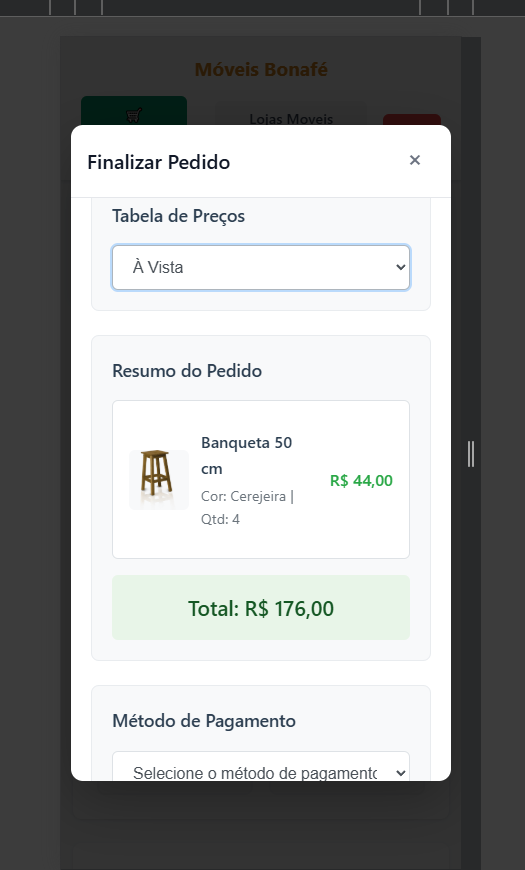 Móveis Bonafé
Lojas Moveis
Finalizar Pedido
×
Tabela de Preços
À Vista
Resumo do Pedido
Banqueta 50
cm
R$ 44,00
Cor: Cerejeira |
Qtd: 4
Total: R$ 176,00
Método de Pagamento
Selecione o método de pagamento